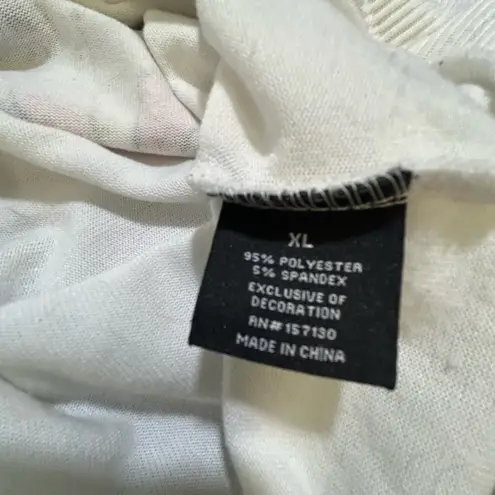 XL
95% POLYESTER
5% SPANDEX
EXCLUSIVE OF
DECORATION
RN#157130
MADE IN CHINA